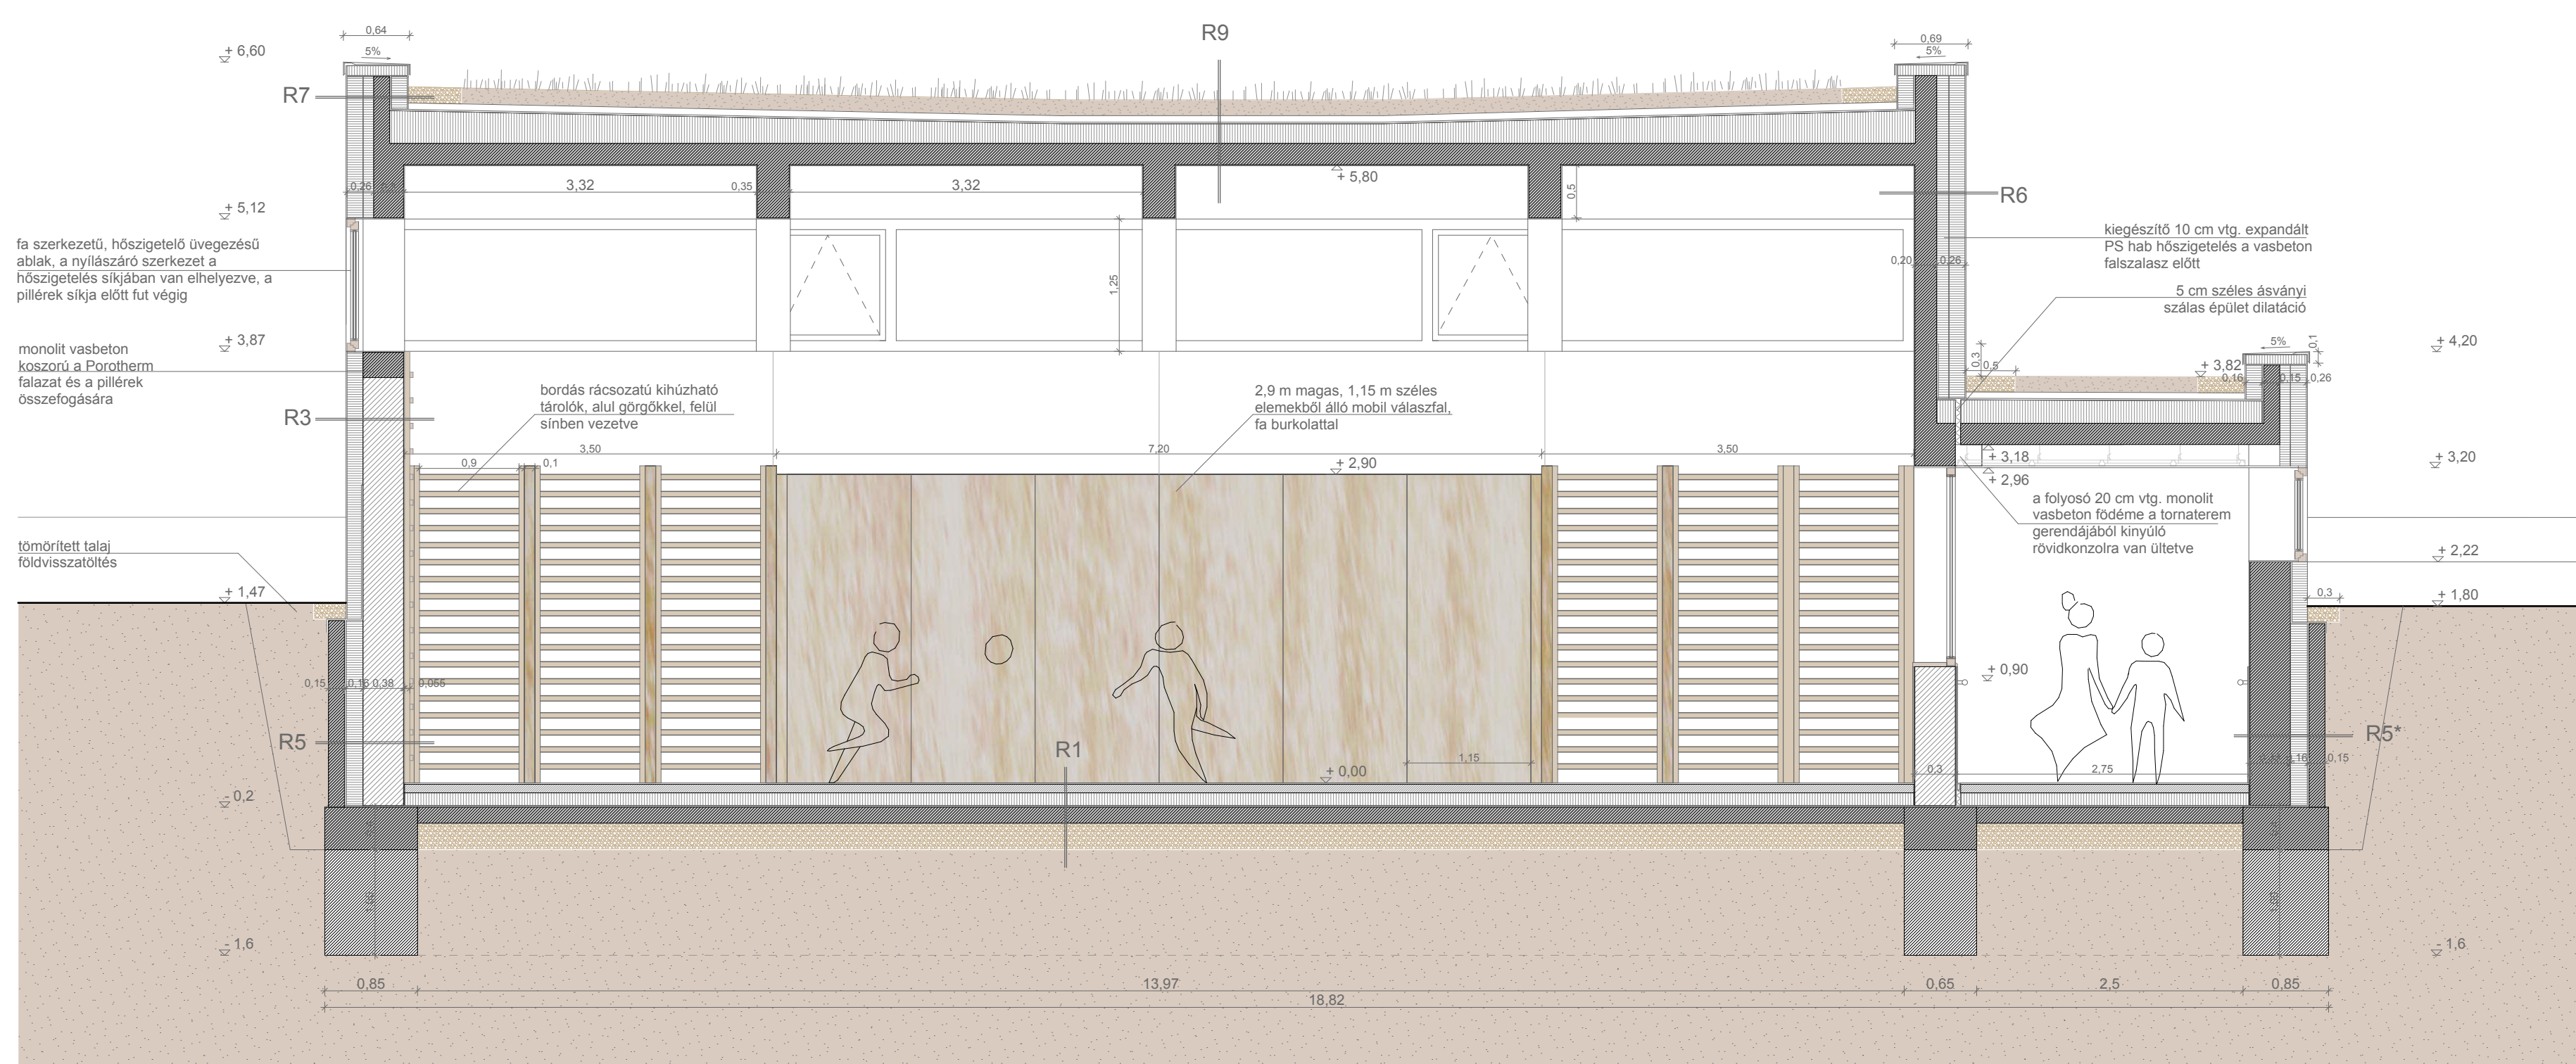 0,64
5%
+ 6,60
R7
R9
0,69
5%
0,26
3,32
0,35
3,32
+ 5,80
0,5
R6
+ 5,12
fa szerkezetű, hőszigetelő üvegezésű
ablak, a nyílászáró szerkezet a
hőszigetelés síkjában van elhelyezve, a
pillérek síkja előtt fut végig
1,25
0,20
0,26
kiegészítő 10 cm vtg. expandált
PS hab hőszigetelés a vasbeton
falszalasz előtt
5 cm széles ásványi
szálas épület dilatáció
+ 3,87
monolit vasbeton
koszorú a Porotherm
falazat és a pillérek
összefogására
R3
bordás rácsozatú kihúzható
tárolók, alul görgőkkel, felül
sínben vezetve
2,9 m magas, 1,15 m széles
elemekből álló mobil válaszfal,
fa burkolattal
0,3
0,5
+ 3,82
5%
0,1
0,16
0,15
0,26
+ 4,20
3,50
7,20
3,50
0,9
0,1
+ 2,90
+ 3,18
+ 2,96
+ 3,20
a folyosó 20 cm vtg. monolit
vasbeton födéme a tornaterem
gerendájából kinyúló
rövidkonzolra van ültetve
tömörített talaj
földvisszatöltés
+ 1,47
+ 2,22
0,3
+ 1,80
0,15
0,16
0,38
0,055
+ 0,90
R5
R1
1,15
+ 0,00
0,3
2,75
R5*
0,16
0,15
- 0,2
- 1,6
- 1,6
0,85
13,97
0,65
2,5
0,85
18,82